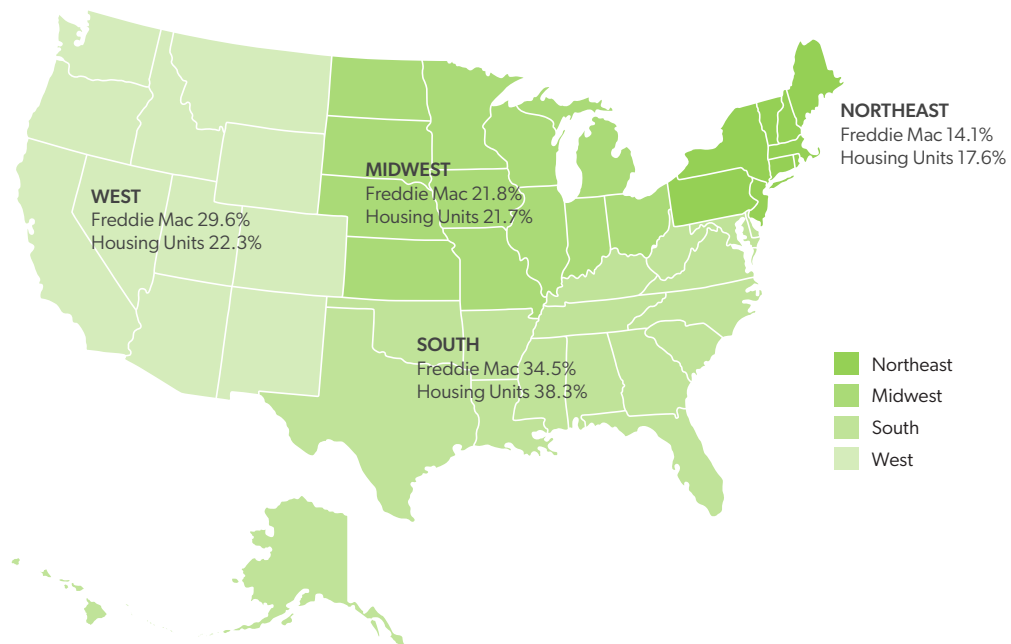 NORTHEAST
Freddie Mac 14.1%
Housing Units 17.6%
MIDWEST
Freddie Mac 21.8%
Housing Units 21.7%
WEST
Freddie Mac 29.6%
Housing Units 22.3%
SOUTH
Freddie Mac 34.5%
Housing Units 38.3%
Northeast
Midwest
South
West